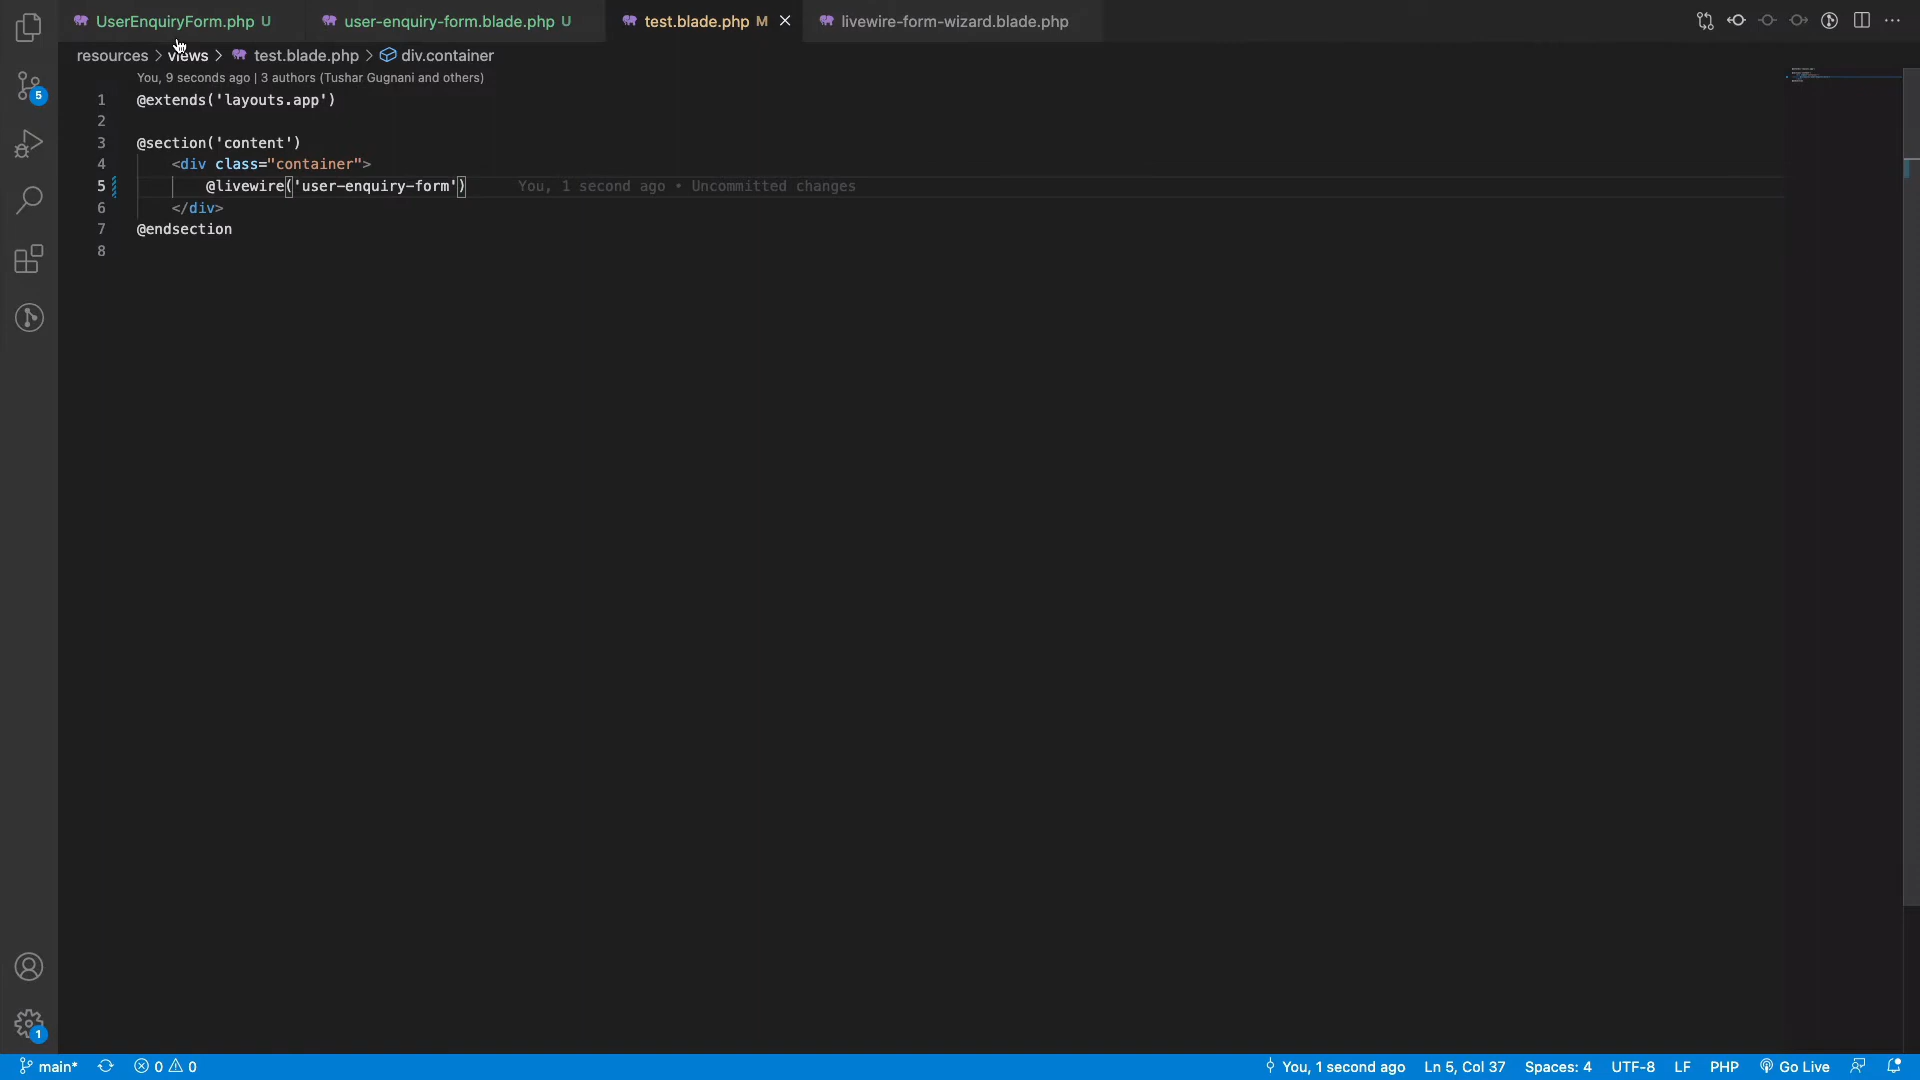 UserEnquiryForm.php U
user-enquiry-form.blade.php U
test.blade.php M
livewire-form-wizard.blade.php
resources > views > test.blade.php > div.container
You, 9 seconds ago | 3 authors (Tushar Gugnani and others)
1 @extends('layouts.app')
2
3 @section('content')
4 <div class="container">
5 @livewire('user-enquiry-form') You, 1 second ago • Uncommitted changes
6 </div>
7 @endsection
8
5
1
main* 0 0 You, 1 second ago Ln 5, Col 37 Spaces: 4 UTF-8 LF PHP Go Live